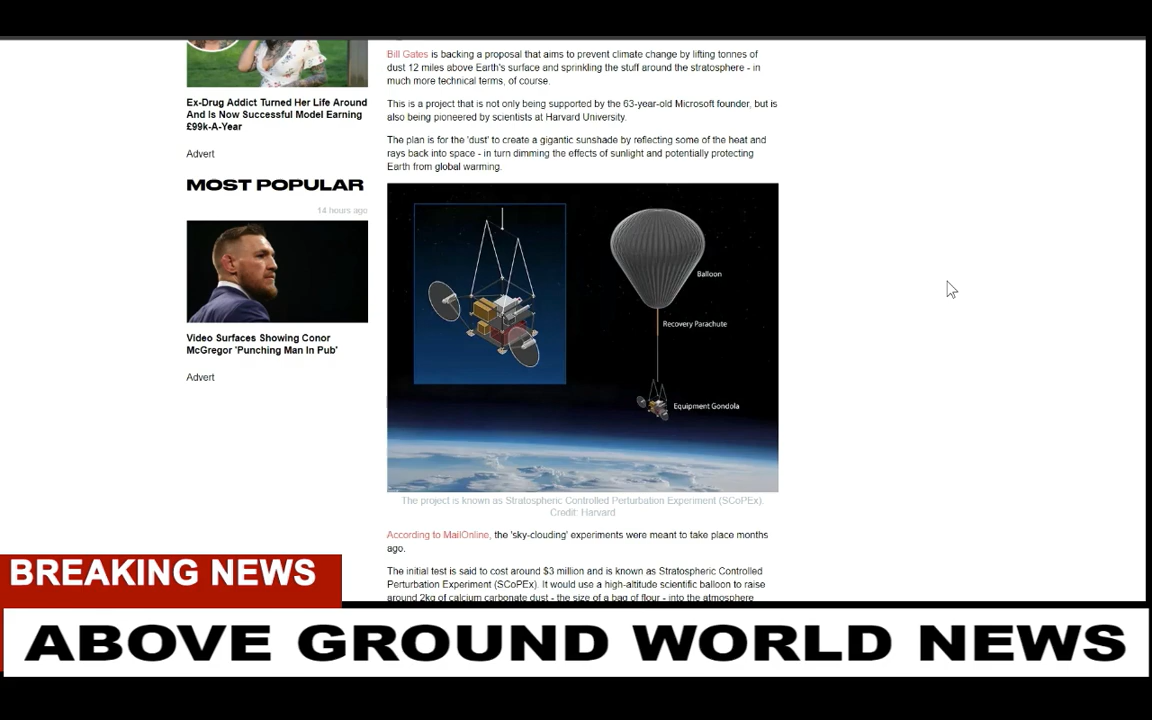 Ex-Drug Addict Turned Her Life Around
And Is Now Successful Model Earning
£99k-A-Year
Advert
MOST POPULAR
14 hours ago
Video Surfaces Showing Conor
McGregor 'Punching Man In Pub'
Advert
Bill Gates is backing a proposal that aims to prevent climate change by lifting tonnes of
dust 12 miles above Earth's surface and sprinkling the stuff around the stratosphere - in
much more technical terms, of course.
This is a project that is not only being supported by the 63-year-old Microsoft founder, but is
also being pioneered by scientists at Harvard University.
The plan is for the 'dust' to create a gigantic sunshade by reflecting some of the heat and
rays back into space - in turn dimming the effects of sunlight and potentially protecting
Earth from global warming.
Balloon
Recovery Parachute
Equipment Gondola
The project is known as Stratospheric Controlled Perturbation Experiment (SCoPEx).
Credit: Harvard
According to MailOnline, the 'sky-clouding' experiments were meant to take place months
ago.
The initial test is said to cost around $3 million and is known as Stratospheric Controlled
Perturbation Experiment (SCoPEx). It would use a high-altitude scientific balloon to raise
around 2kg of calcium carbonate dust - the size of a bag of flour - into the atmosphere
BREAKING NEWS
ABOVE GROUND WORLD NEWS